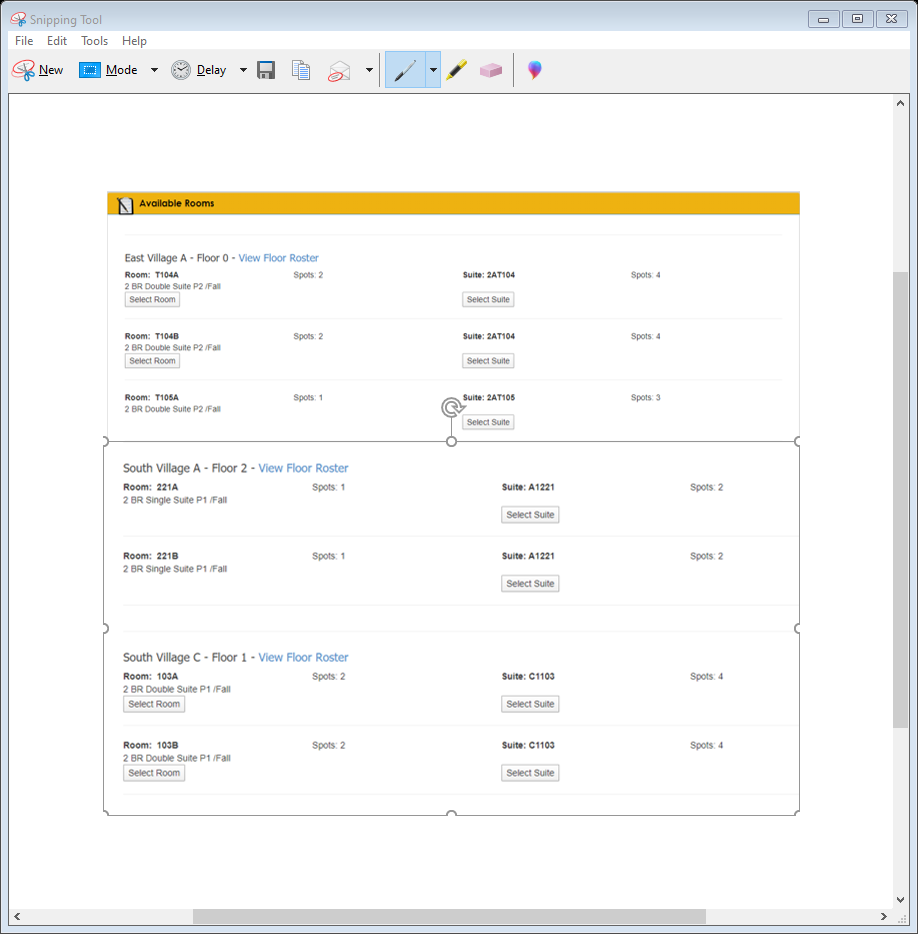 Snipping Tool
File Edit Tools Help
New Mode Delay
Available Rooms
East Village A - Floor 0 - View Floor Roster
Room: T104A Spots: 2 Suite: 2AT104 Spots: 4
2 BR Double Suite P2 /Fall
Select Room Select Suite
Room: T104B Spots: 2 Suite: 2AT104 Spots: 4
2 BR Double Suite P2 /Fall
Select Room Select Suite
Room: T105A Spots: 1 Suite: 2AT105 Spots: 3
2 BR Double Suite P2 /Fall
Select Suite
South Village A - Floor 2 - View Floor Roster
Room: 221A Spots: 1 Suite: A1221 Spots: 2
2 BR Single Suite P1 /Fall
Select Suite
Room: 221B Spots: 1 Suite: A1221 Spots: 2
2 BR Single Suite P1 /Fall
Select Suite
South Village C - Floor 1 - View Floor Roster
Room: 103A Spots: 2 Suite: C1103 Spots: 4
2 BR Double Suite P1 /Fall
Select Room Select Suite
Room: 103B Spots: 2 Suite: C1103 Spots: 4
2 BR Double Suite P1 /Fall
Select Room Select Suite